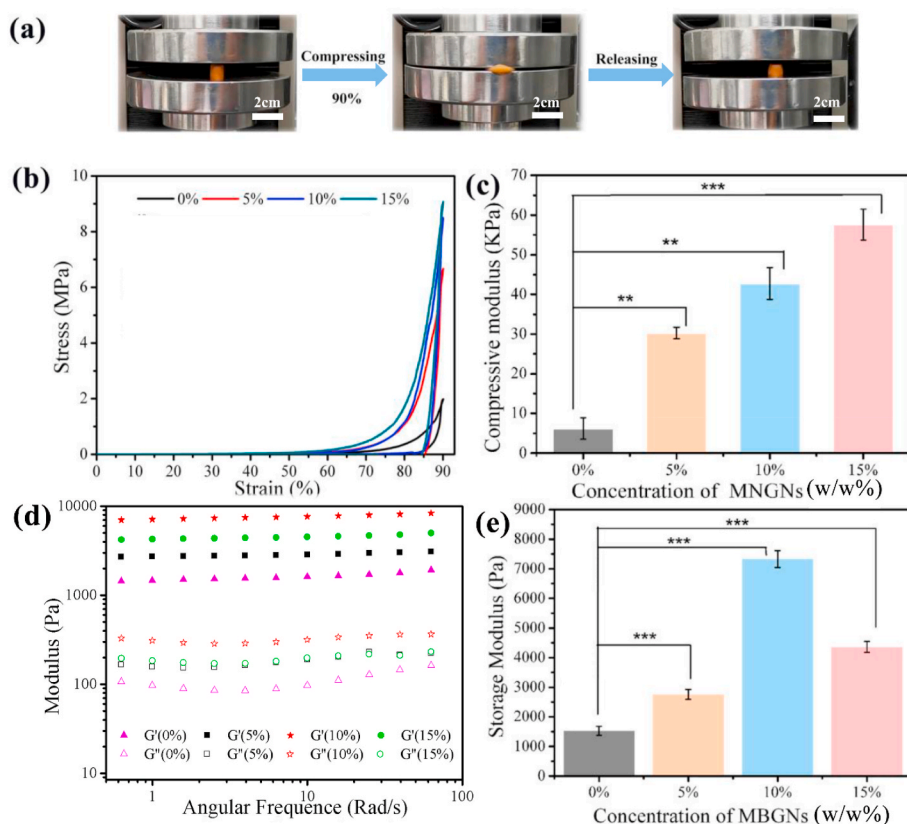 (a)
Compressing
90%
Releasing
2cm
2cm
2cm
(b)
0% 5% 10% 15%
10
8
6
4
2
0
Stress (MPa)
0 10 20 30 40 50 60 70 80 90
Strain (%)
(c)
***
**
**
70
60
50
40
30
20
10
0
Compressive modulus (KPa)
0% 5% 10% 15%
Concentration of MNGNs (w/w%)
(d)
10000
1000
100
10
Modulus (Pa)
G'(0%) G'(5%) G'(10%) G'(15%)
G"(0%) G"(5%) G"(10%) G"(15%)
1 10 100
Angular Frequence (Rad/s)
(e)
***
***
***
9000
8000
7000
6000
5000
4000
3000
2000
1000
0
Storage Modulus (Pa)
0% 5% 10% 15%
Concentration of MBGNs (w/w%)